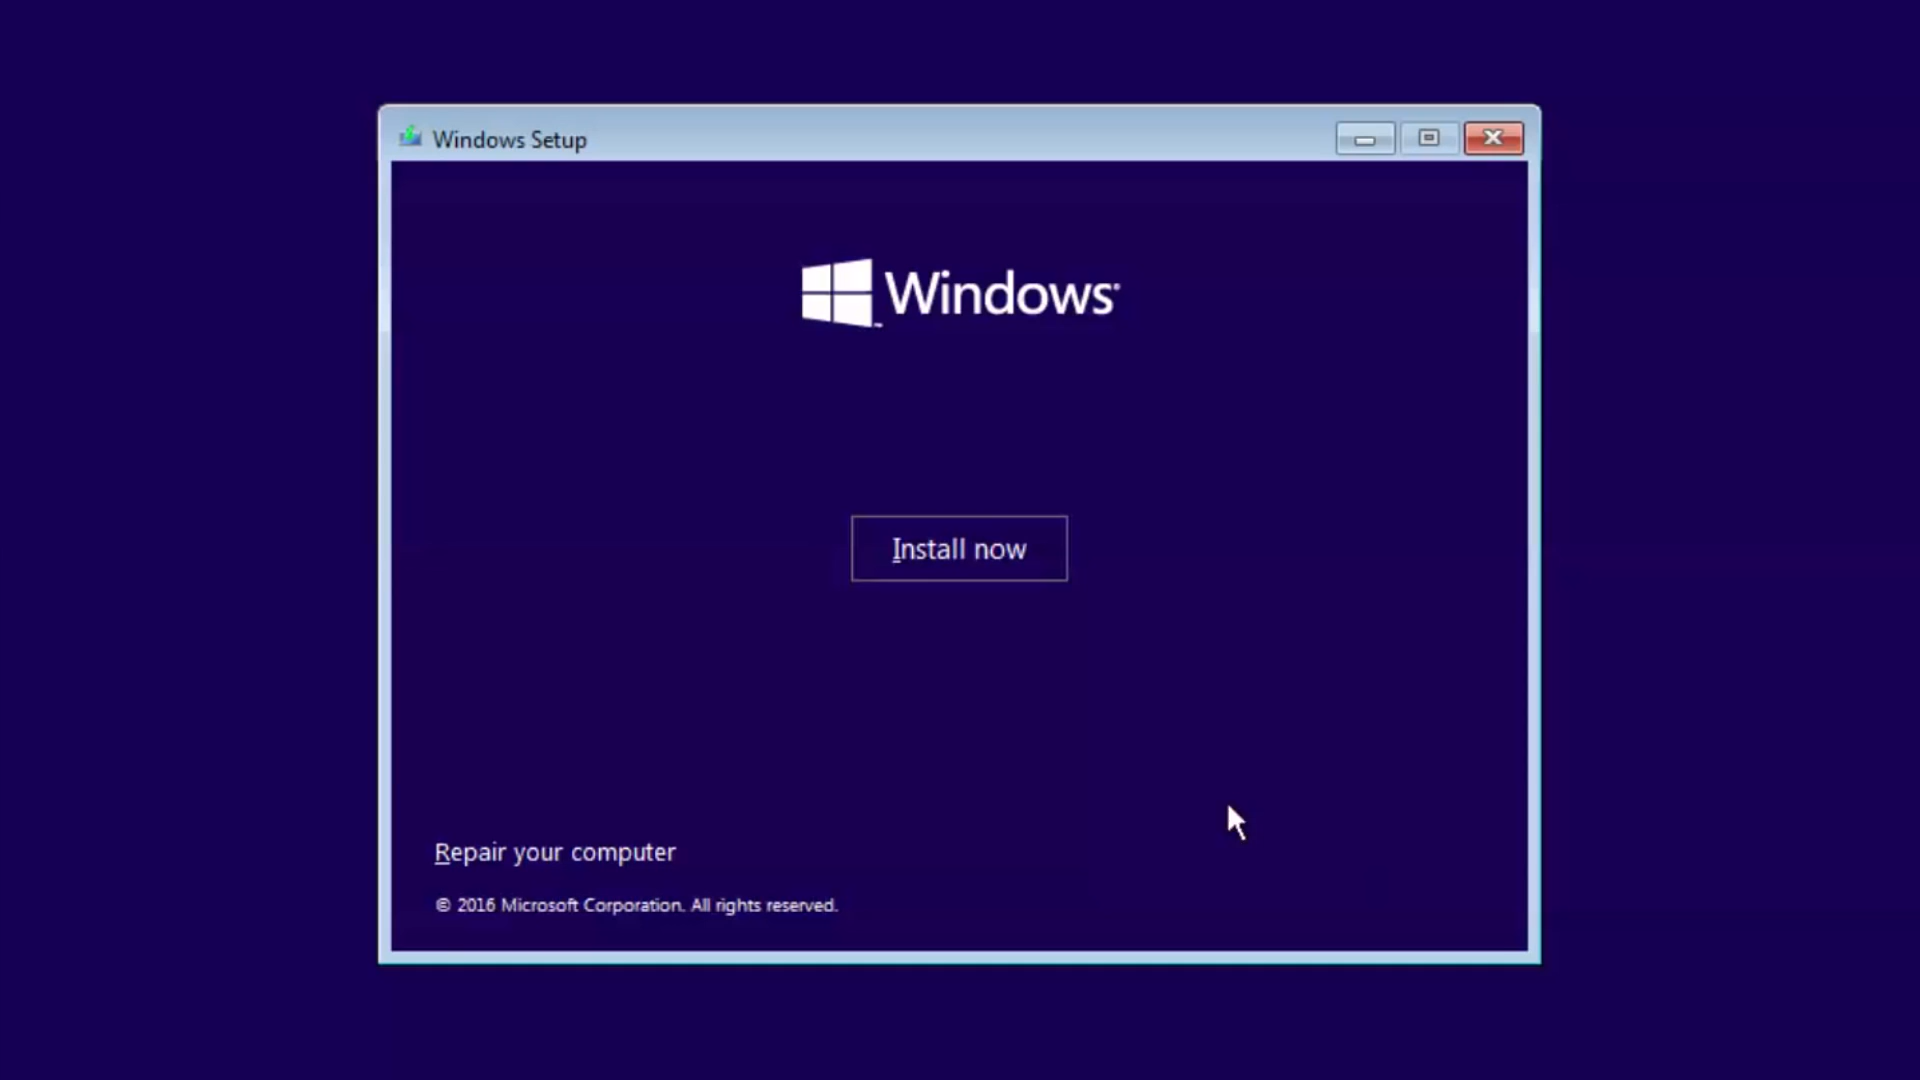 Windows Setup
Windows®
Install now
Repair your computer
© 2016 Microsoft Corporation. All rights reserved.